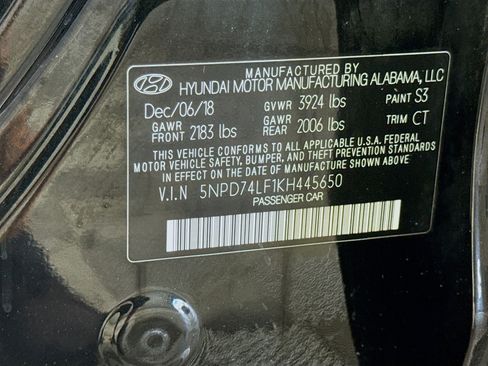 MANUFACTURED BY
HYUNDAI MOTOR MANUFACTURING ALABAMA, LLC
Dec/06/18 GVWR 3924 lbs PAINT S3
GAWR FRONT 2183 lbs GAWR REAR 2006 lbs TRIM CT
THIS VEHICLE CONFORMS TO ALL APPLICABLE U.S.A. FEDERAL
MOTOR VEHICLE SAFETY, BUMPER, AND THEFT PREVENTION STANDARDS
IN EFFECT ON THE DATE OF MANUFACTURE SHOWN ABOVE.
V.I.N 5NPD74LF1KH445650
PASSENGER CAR